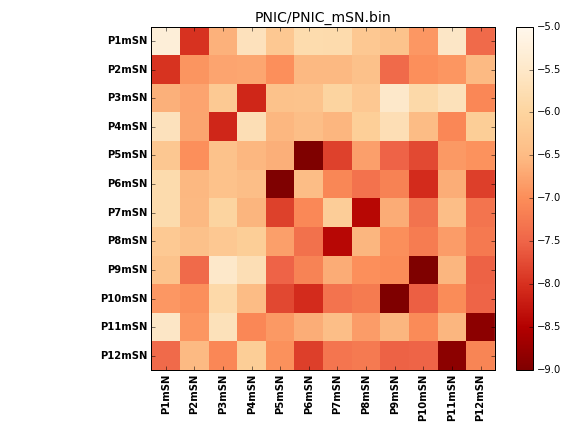 PNIC/PNIC_mSN.bin
P1mSN
P2mSN
P3mSN
P4mSN
P5mSN
P6mSN
P7mSN
P8mSN
P9mSN
P10mSN
P11mSN
P12mSN
−5.0
−5.5
−6.0
−6.5
−7.0
−7.5
−8.0
−8.5
−9.0
P1mSN
P2mSN
P3mSN
P4mSN
P5mSN
P6mSN
P7mSN
P8mSN
P9mSN
P10mSN
P11mSN
P12mSN